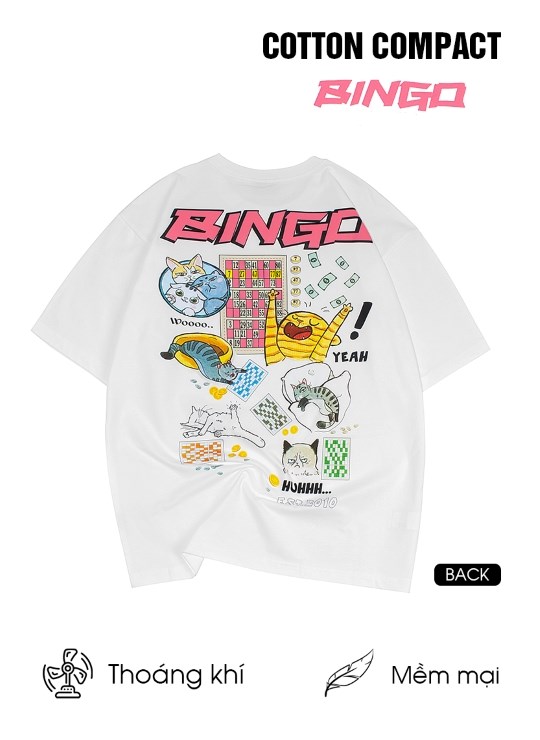 COTTON COMPACT
BINGO
BINGO
WOOOO..
!
YEAH
HUHHH...
BACK
Thoáng khí
Mềm mại